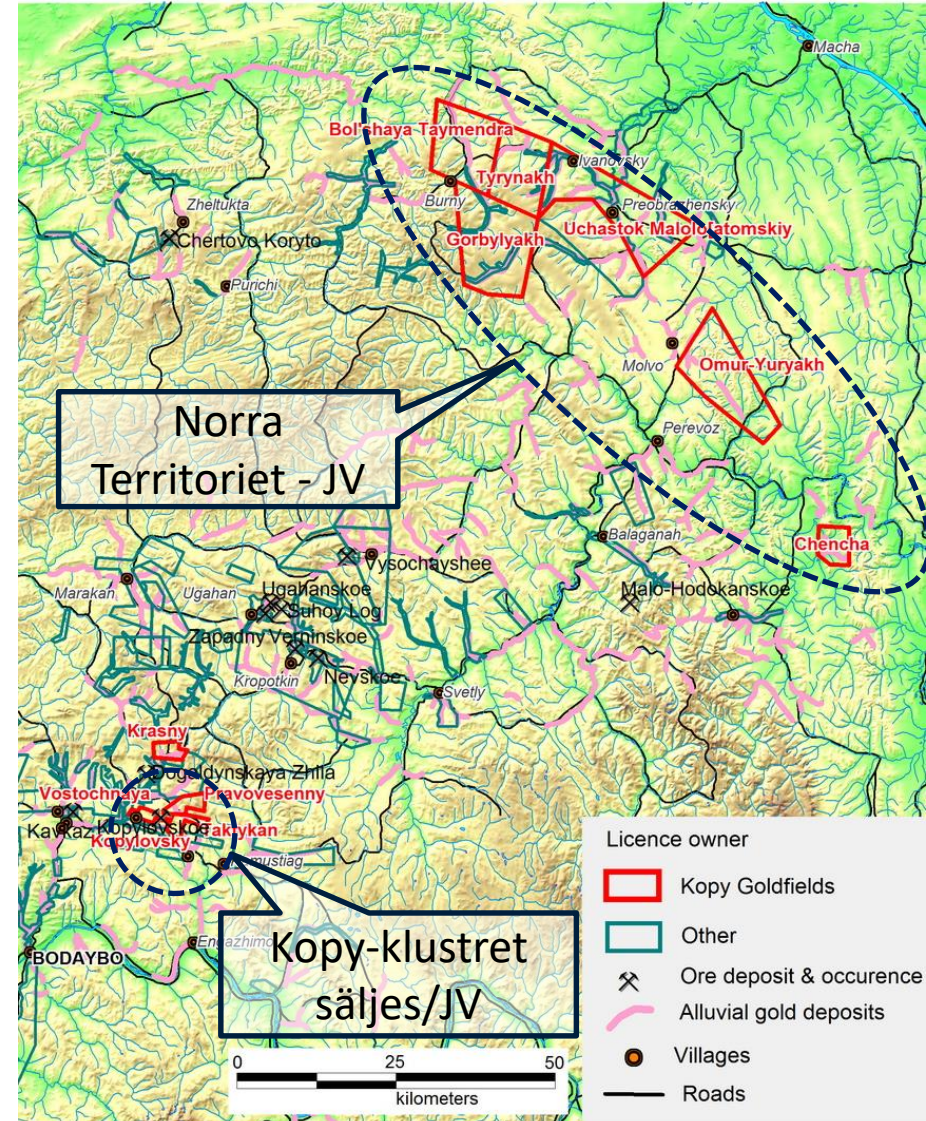 Macha
Bol'shaya Taymendra
Ivanovsky
Tyrynakh
Burny
Preobrazhensky
Zheltukta
Uchastok MaloloTatomskiy
Chertovo Koryto
Gorbylyakh
Purichi
Molvo
Omur-Yuryakh
Norra
Territoriet - JV
Perevoz
Balaganah
Chencha
Vysochayshee
Marakan
Ugahan
Ugahanskoe
Malo-Hodokanskoe
Suhoy Log
Zapadny
Verninskoe
Nevskoe
Kropotkin
Svetly
Krasny
Dogaldynskaya Zhila
Vostochnaya
Pravovesenny
Kavkaz
Kopylovskoe
Kopylovsky
Taktykan
Licence owner
Kopy Goldfields
Other
Ore deposit & occurence
Alluvial gold deposits
Villages
Roads
Kopy-klustret
säljes/JV
BODAYBO
0 25 50
kilometers